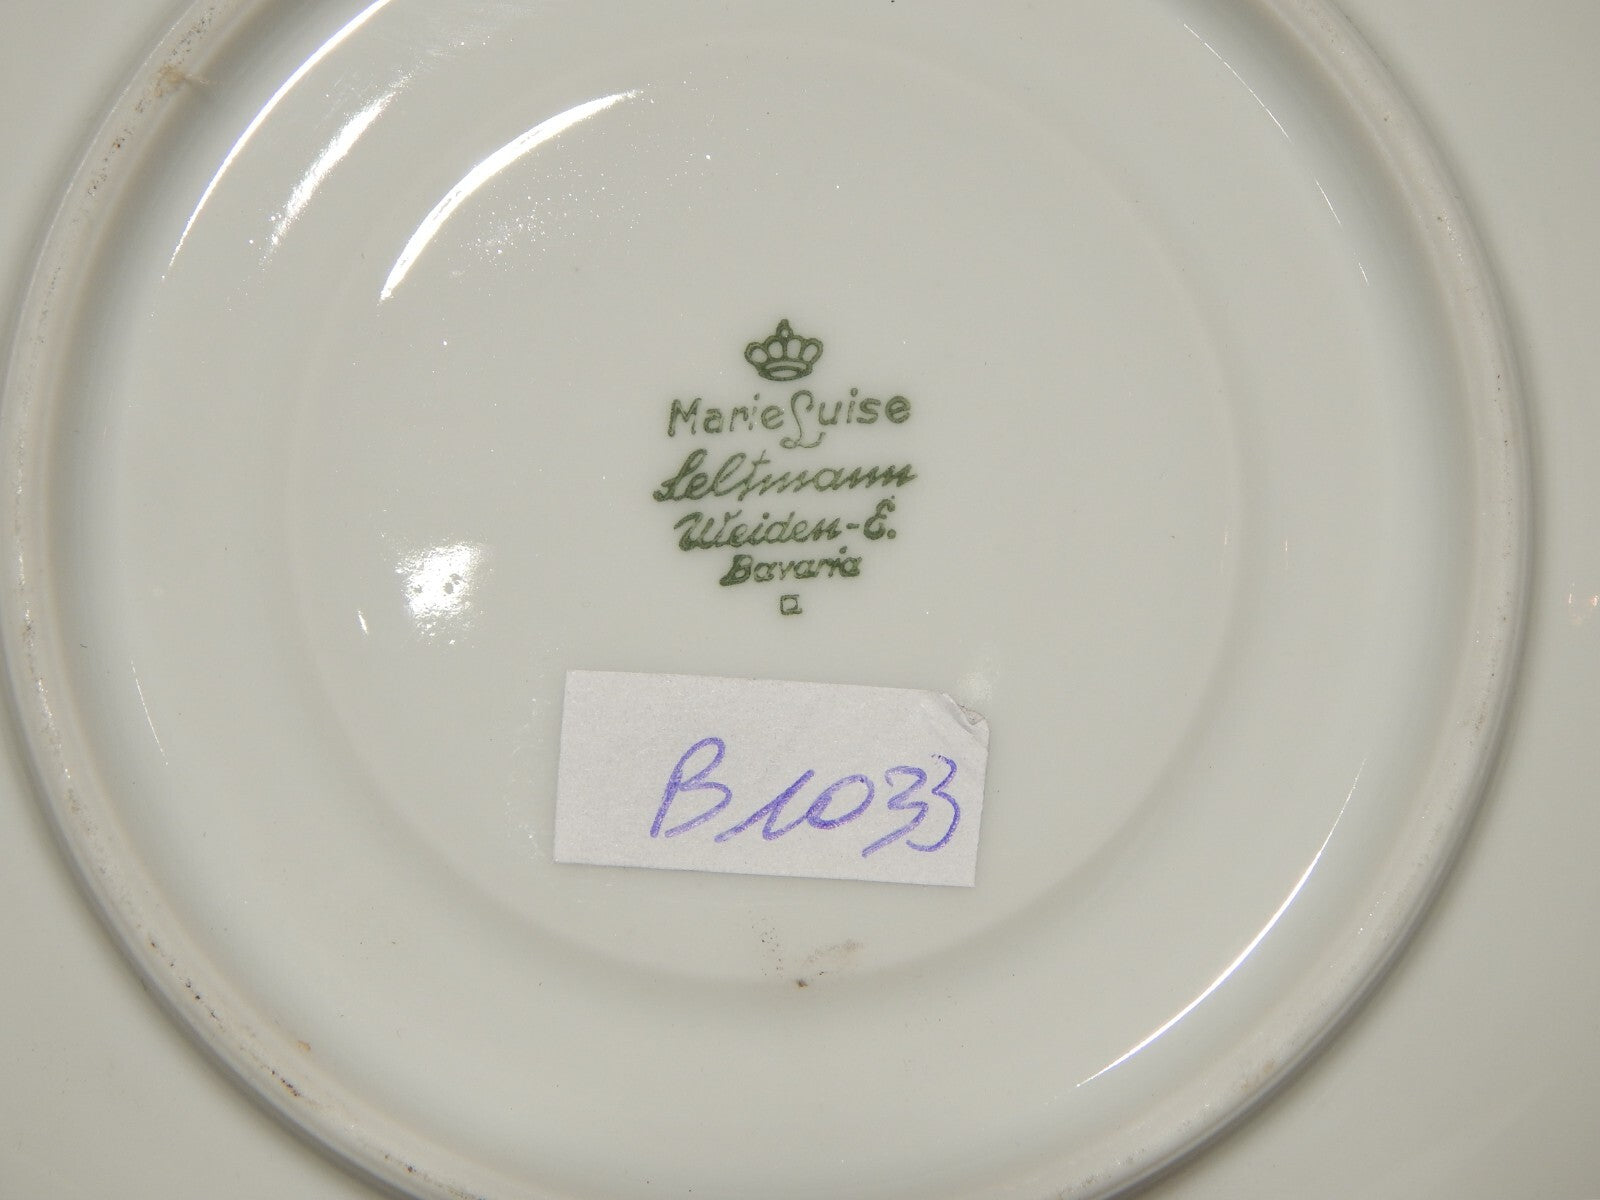 Marie Luise
Seltmann
Weiden-E.
Bavaria
B1033